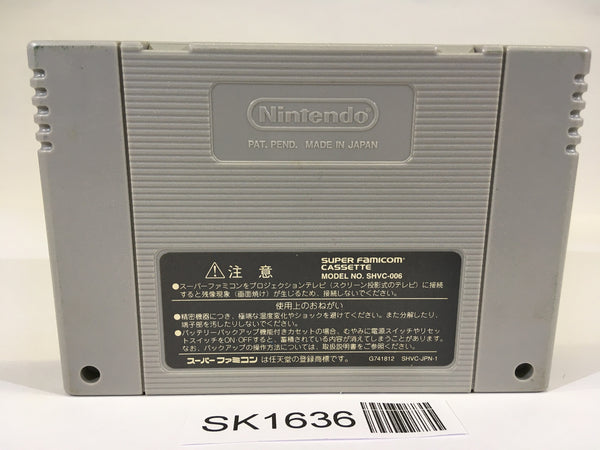 Nintendo
PAT. PEND. MADE IN JAPAN
⚠注意
SUPER FAMICOM
CASSETTE
MODEL NO. SHVC-006
●スーパーファミコンをプロジェクションテレビ(スクリーン投影式のテレビ)に接続
すると残像現象(画面焼け)が生じるため、接続しないでください。
使用上のおねがい
●精密機器につき、極端な温度変化やショックを避けてください。また分解したり、
端子部を汚したりしないでください。
●バッテリーバックアップ機能付きカセットの場合、むやみに電源スイッチやリセッ
トスイッチをON・OFFすると、蓄積されている内容が消えてしまうことがあります。
なお、バックアップの操作方法については、取扱説明書をご参照ください。
スーパーファミコン は任天堂の登録商標です。
G741812 SHVC-JPN-1
SK1636